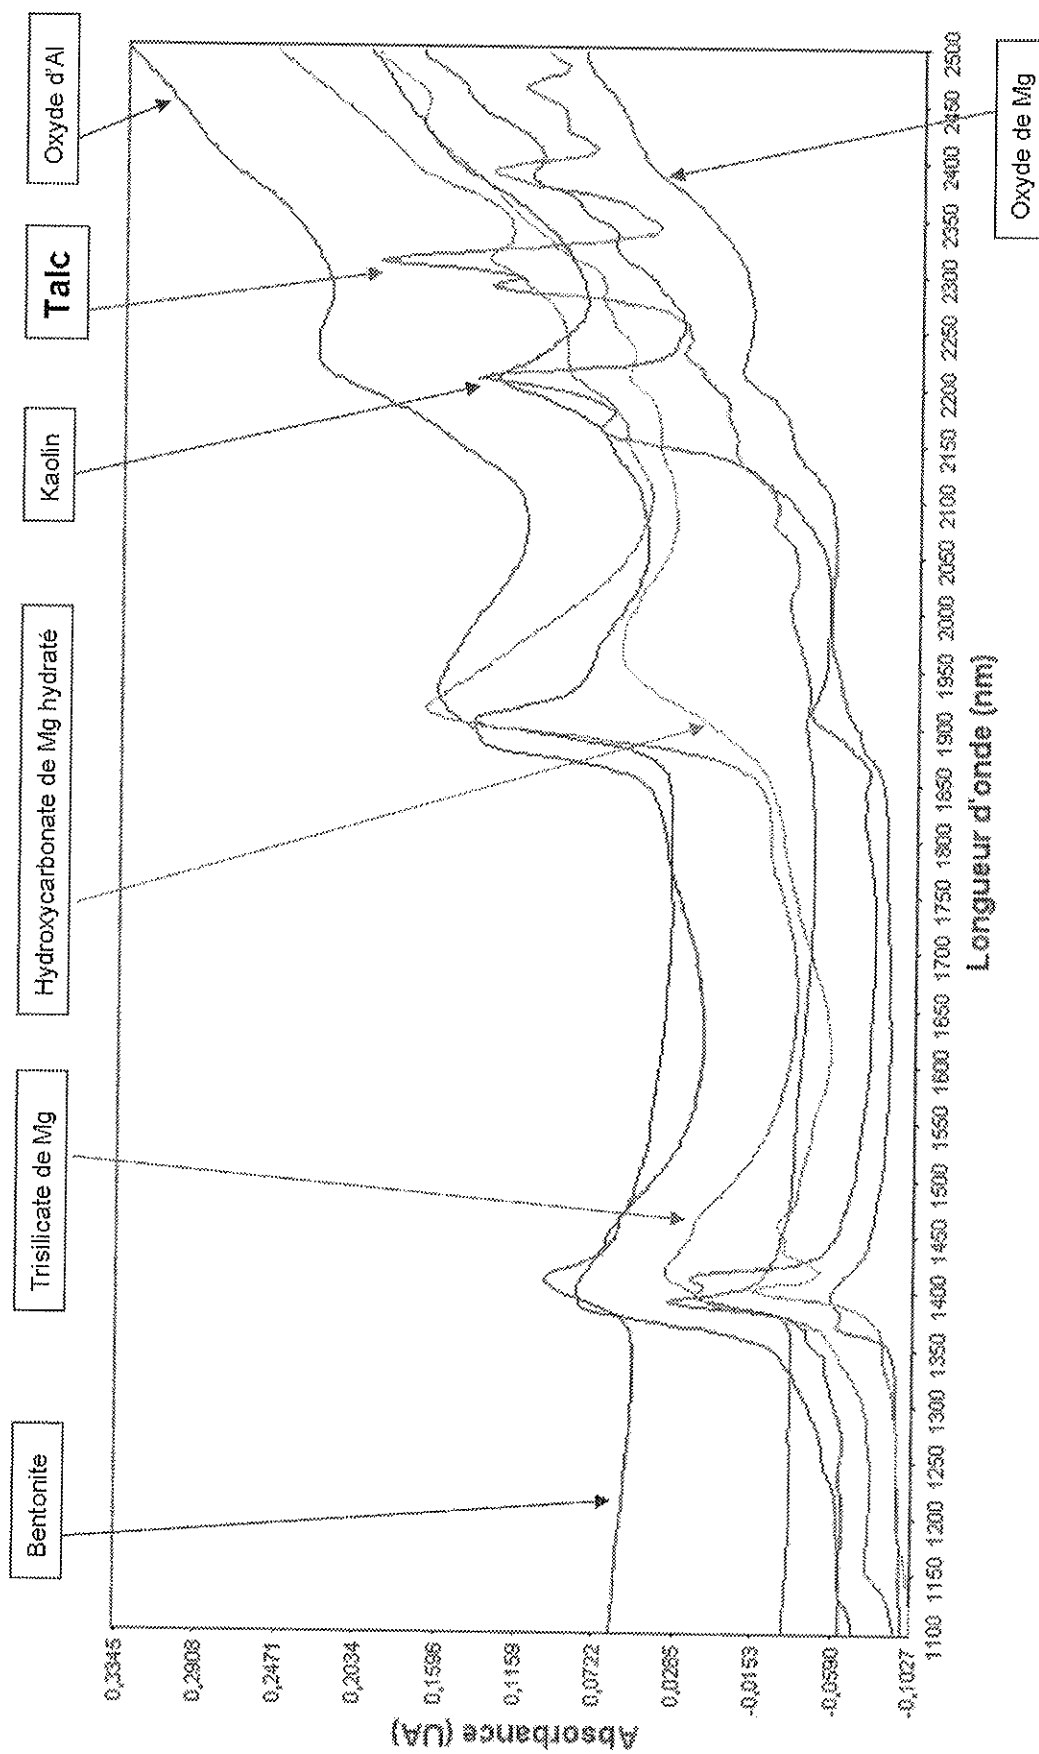 Bentonite
Trisilicate de Mg
Hydroxycarbonate de Mg hydraté
Kaolin
Talc
Oxyde d'Al
Absorbance (UA)
0,3345
0,2908
0,2471
0,2034
0,1596
0,1159
0,0722
0,0285
-0,0153
-0,0590
-0,1027
1100 1150 1200 1250 1300 1350 1400 1450 1500 1550 1600 1650 1700 1750 1800 1850 1900 1950 2000 2050 2100 2150 2200 2250 2300 2350 2400 2450 2500
Longueur d'onde (nm)
Oxyde de Mg